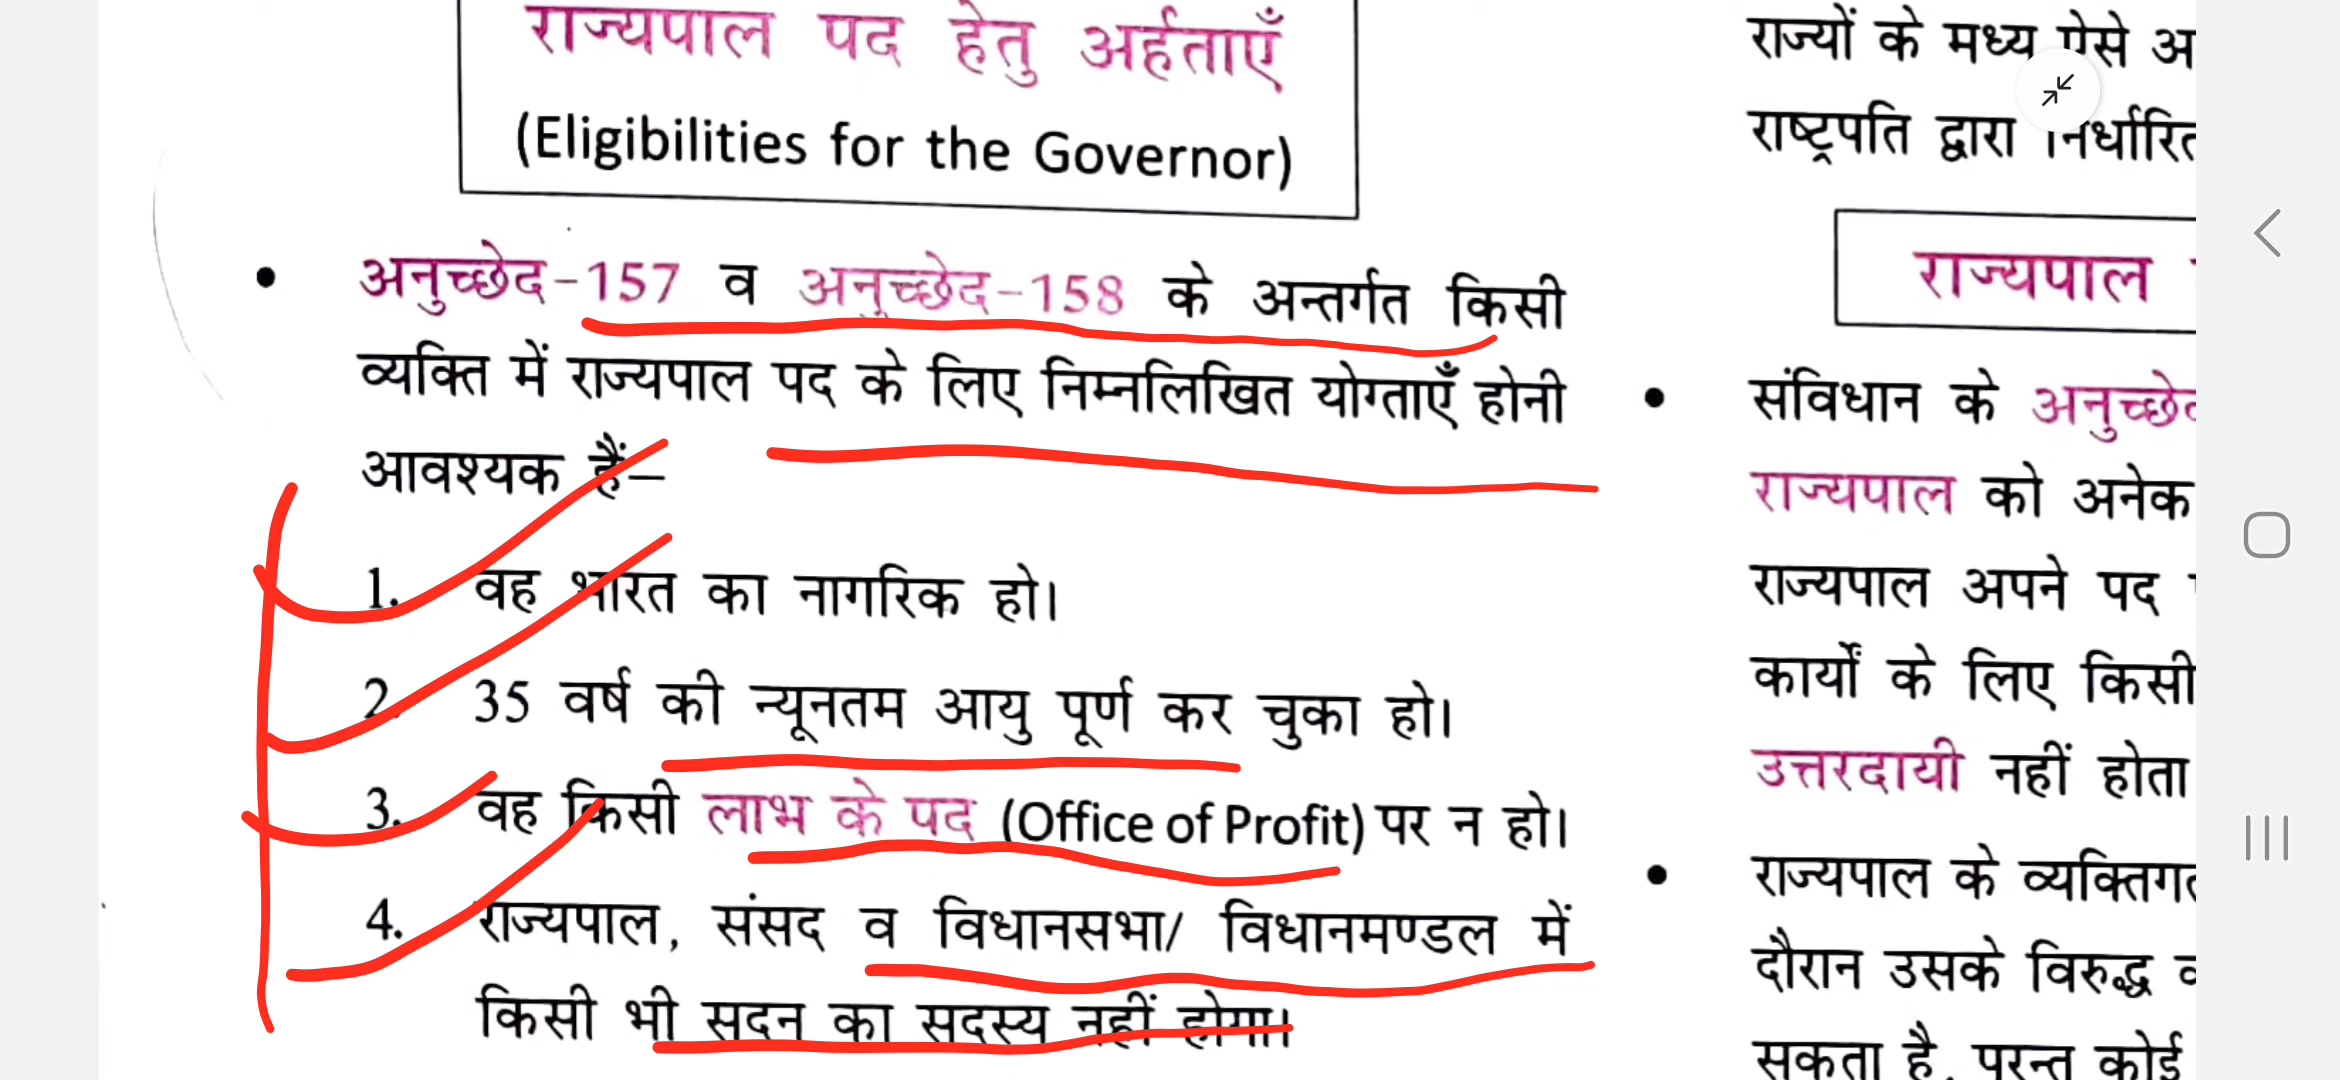 राज्यपाल पद हेतु अर्हताएँ
(Eligibilities for the Governor)
• अनुच्छेद-157 व अनुच्छेद-158 के अन्तर्गत किसी
व्यक्ति में राज्यपाल पद के लिए निम्नलिखित योग्ताएँ होनी
आवश्यक हैं–
1. वह भारत का नागरिक हो।
2. 35 वर्ष की न्यूनतम आयु पूर्ण कर चुका हो।
3. वह किसी लाभ के पद (Office of Profit) पर न हो।
4. राज्यपाल, संसद व विधानसभा/ विधानमण्डल में
किसी भी सदन का सदस्य नहीं होगा।
राज्यों के मध्य ऐसे
राष्ट्रपति द्वारा
राज्यपाल
• संविधान के
राज्यपाल को अनेक
राज्यपाल अपने पद
कार्यों के लिए किसी
उत्तरदायी नहीं होता
• राज्यपाल के
दौरान उसके विरुद्ध
सकता है, परन्तु कोई